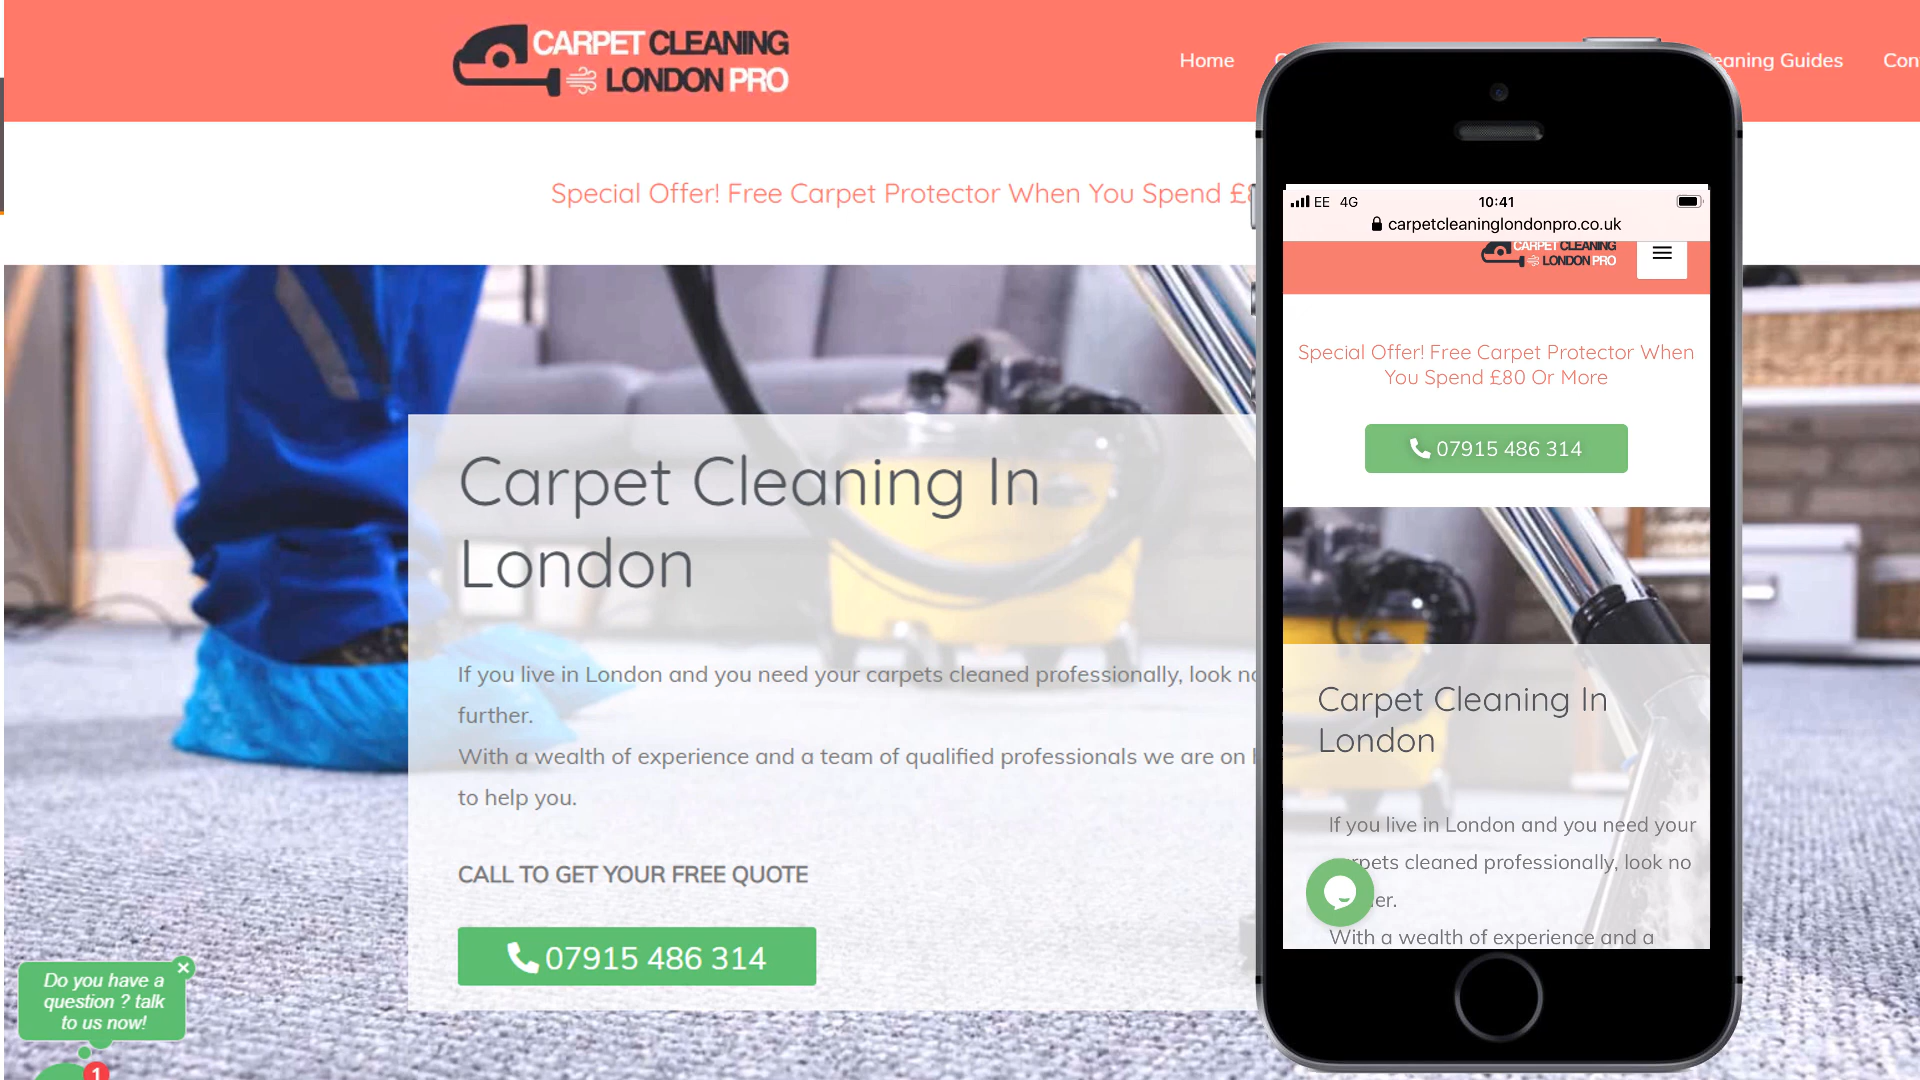 CARPET CLEANING
LONDON PRO
Home
eaning Guides
Con
Special Offer! Free Carpet Protector When You Spend £8
Carpet Cleaning In
London
If you live in London and you need your carpets cleaned professionally, look no
further.
With a wealth of experience and a team of qualified professionals we are on
to help you.
CALL TO GET YOUR FREE QUOTE
07915 486 314
Do you have a
question ? talk
to us now!
1
EE 4G
10:41
carpetcleaninglondonpro.co.uk
CARPET CLEANING
LONDON PRO
Special Offer! Free Carpet Protector When
You Spend £80 Or More
07915 486 314
Carpet Cleaning In
London
If you live in London and you need your
rpets cleaned professionally, look no
er.
With a wealth of experience and a